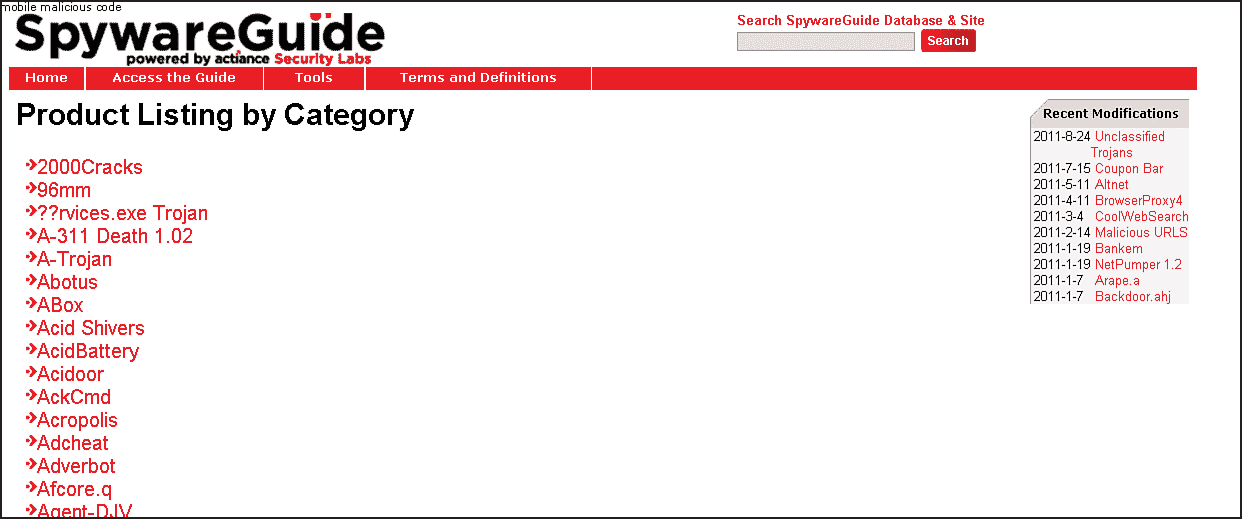 mobile malicious code
SpywareGuide
powered by actiance Security Labs
Search SpywareGuide Database & Site
Search
Home Access the Guide Tools Terms and Definitions
Product Listing by Category
2000Cracks
96mm
??rvices.exe Trojan
A-311 Death 1.02
A-Trojan
Abotus
ABox
Acid Shivers
AcidBattery
Acidoor
AckCmd
Acropolis
Adcheat
Adverbot
Afcore.q
Agent-DJV
Recent Modifications
2011-8-24 Unclassified
Trojans
2011-7-15 Coupon Bar
2011-5-11 Altnet
2011-4-11 BrowserProxy4
2011-3-4 CoolWebSearch
2011-2-14 Malicious URLS
2011-1-19 Bankem
2011-1-19 NetPumper 1.2
2011-1-7 Arape.a
2011-1-7 Backdoor.ahj